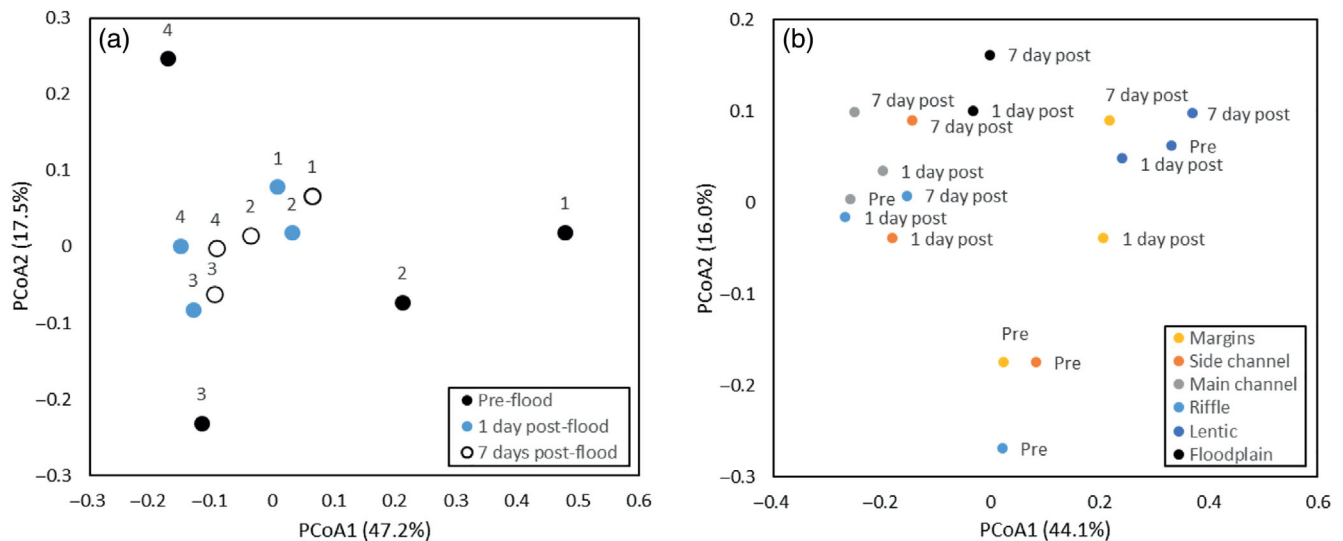 (a)
0.3
0.2
0.1
0
–0.1
–0.2
–0.3
PCoA2 (17.5%)
4
1
1
1
4
4
2
2
2
3
3
3
Pre-flood
1 day post-flood
7 days post-flood
–0.3
–0.2
–0.1
0
0.1
0.2
0.3
0.4
0.5
0.6
PCoA1 (47.2%)
(b)
0.2
0.1
0
–0.1
–0.2
–0.3
PCoA2 (16.0%)
7 day post
7 day post
7 day post
1 day post
7 day post
7 day post
Pre
1 day post
1 day post
7 day post
Pre
1 day post
1 day post
1 day post
Pre
Pre
Pre
Margins
Side channel
Main channel
Riffle
Lentic
Floodplain
–0.4
–0.2
0
0.2
0.4
0.6
PCoA1 (44.1%)